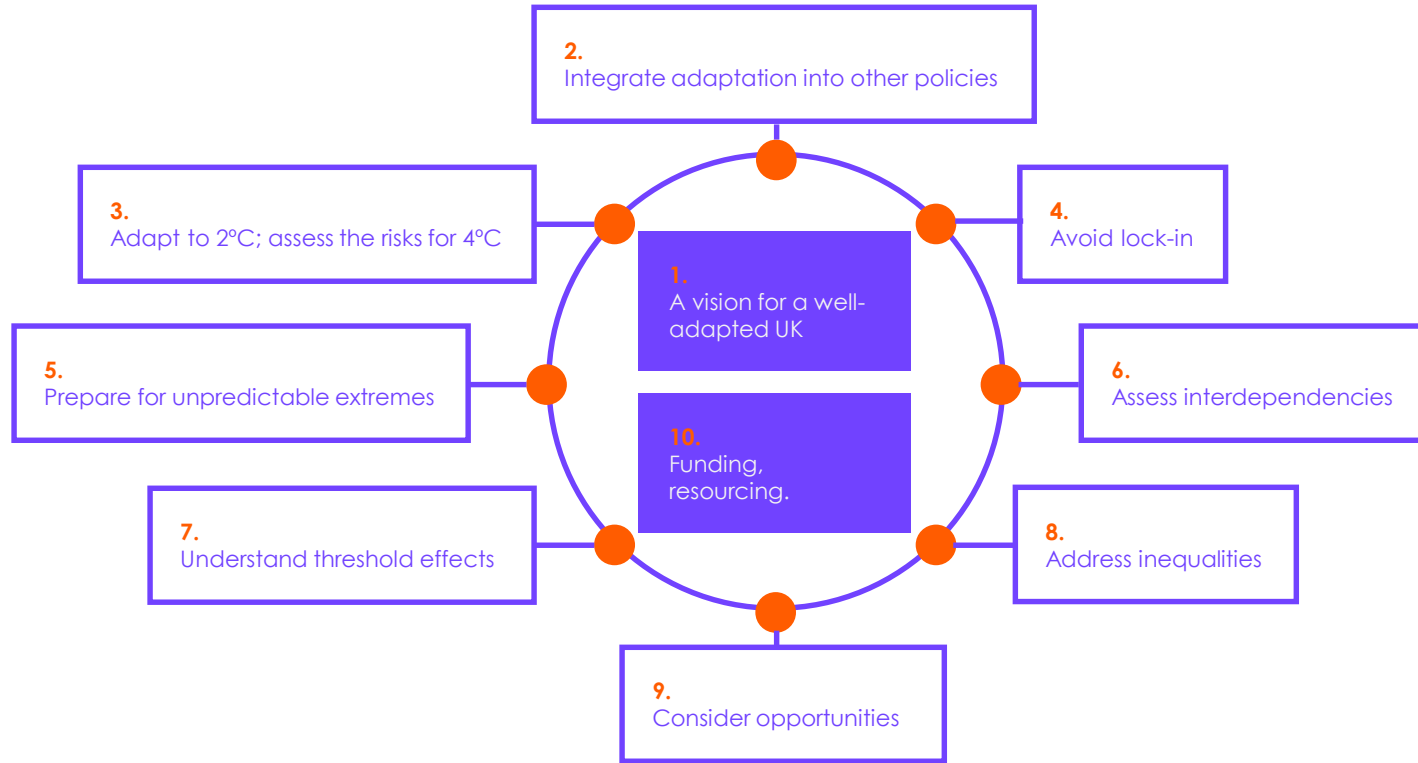 2.
Integrate adaptation into other policies
3.
Adapt to 2°C; assess the risks for 4°C
4.
Avoid lock-in
1.
A vision for a well-
adapted UK
5.
Prepare for unpredictable extremes
6.
Assess interdependencies
10.
Funding,
resourcing.
7.
Understand threshold effects
8.
Address inequalities
9.
Consider opportunities